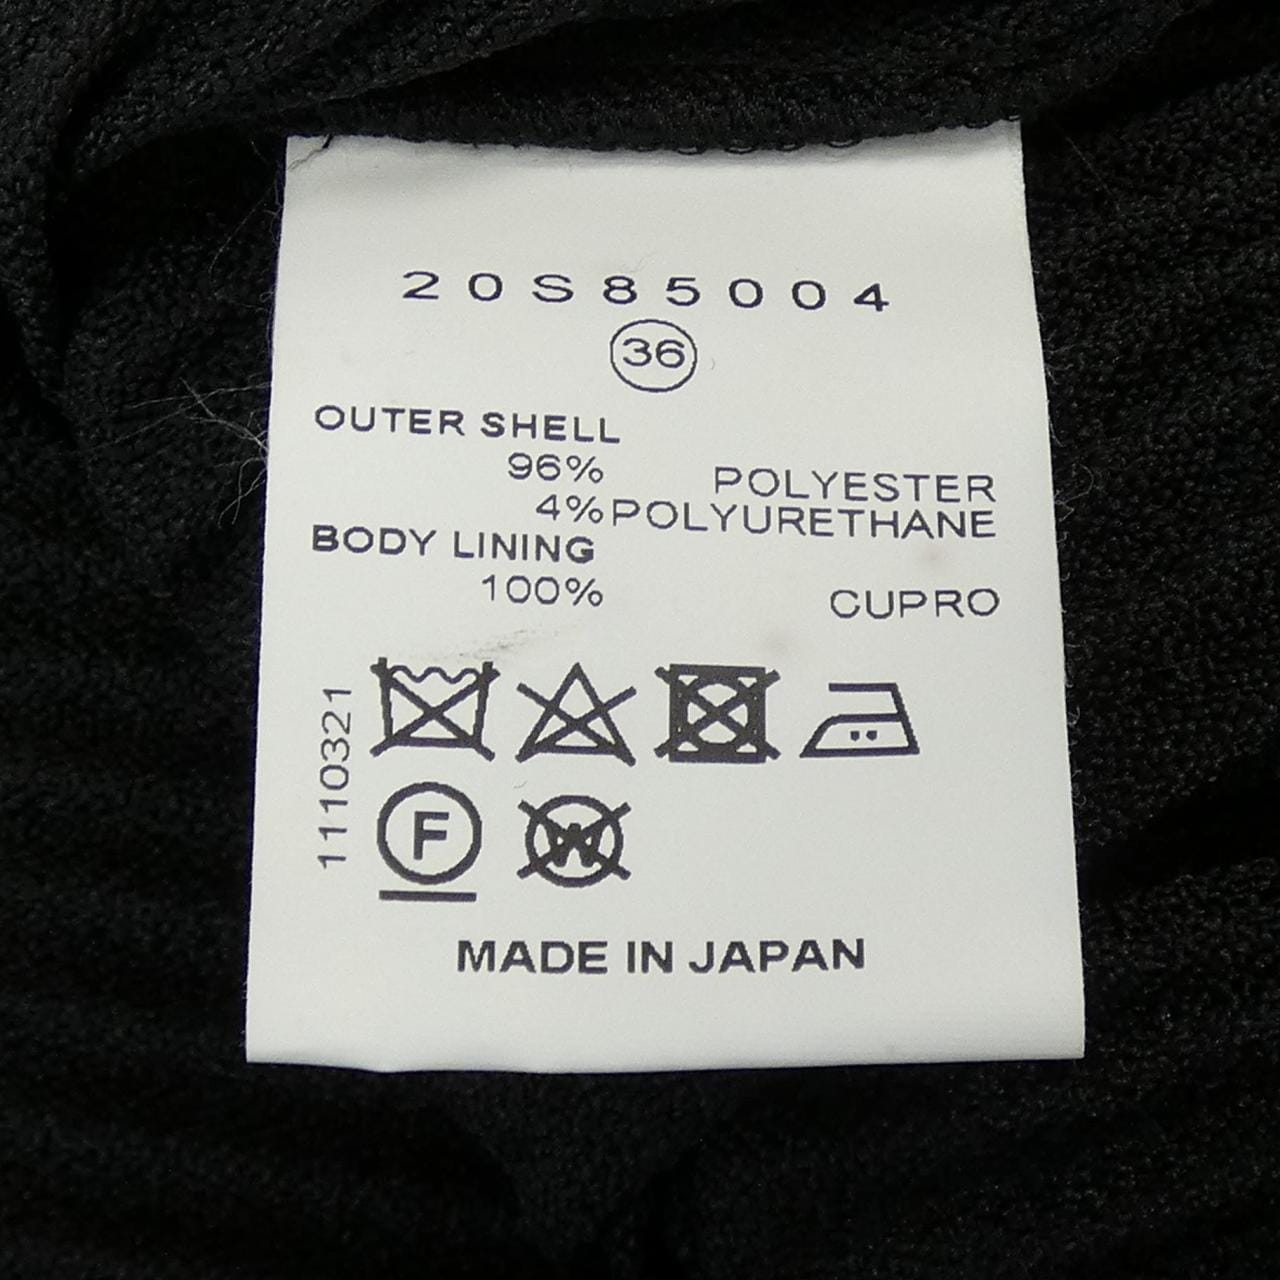 20S85004
36
OUTER SHELL
96% POLYESTER
4% POLYURETHANE
BODY LINING
100% CUPRO
1110321
F
W
MADE IN JAPAN